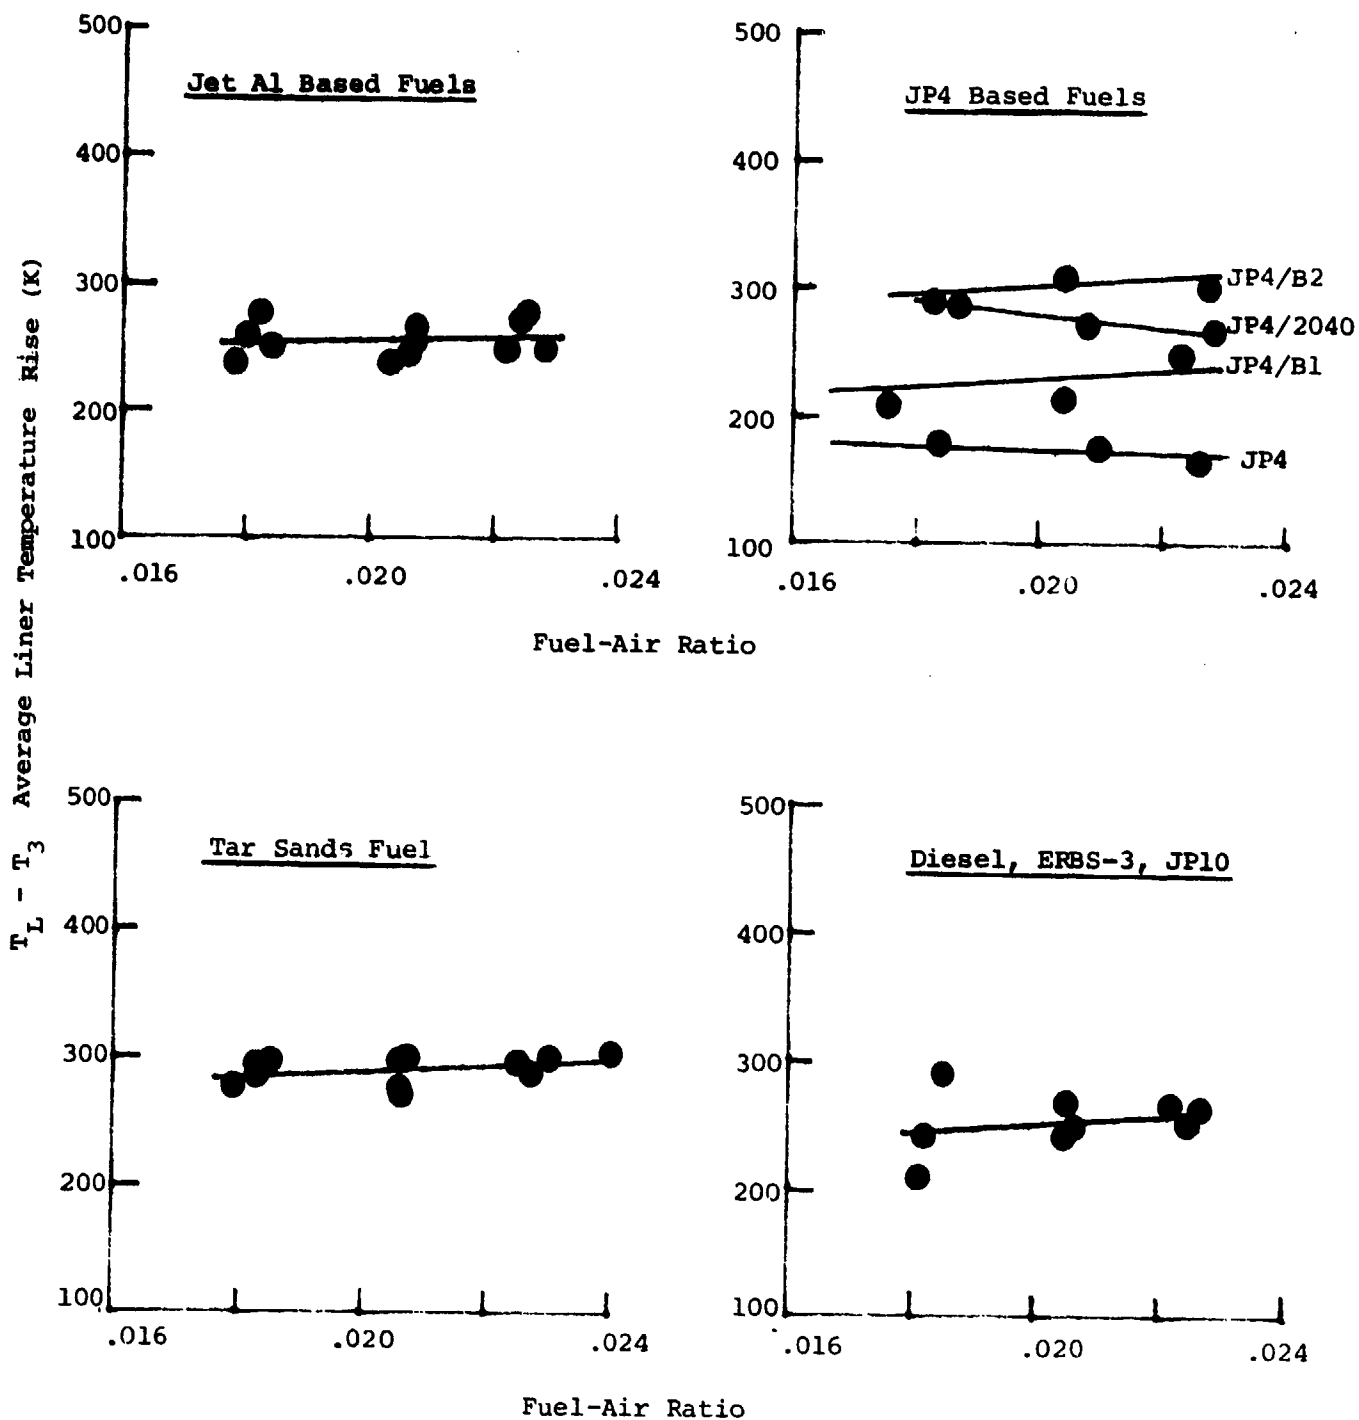 T_L - T_3 Average Liner Temperature Rise (K)
Jet A1 Based Fuels
500
400
300
200
100
.016
.020
.024
JP4 Based Fuels
500
400
300
200
100
JP4/B2
JP4/2040
JP4/B1
JP4
.016
.020
.024
Fuel-Air Ratio
Tar Sands Fuel
500
400
300
200
100
.016
.020
.024
Diesel, ERBS-3, JP10
500
400
300
200
100
.016
.020
.024
Fuel-Air Ratio